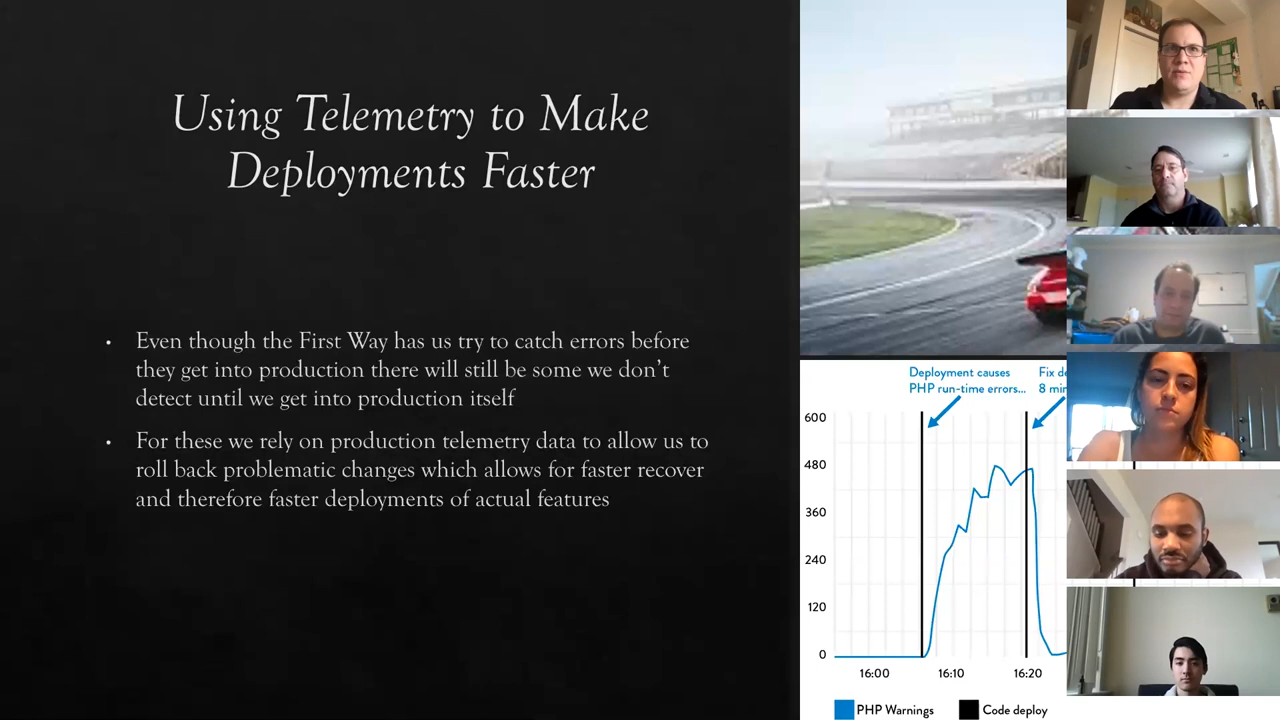 Using Telemetry to Make
Deployments Faster
• Even though the First Way has us try to catch errors before
they get into production there will still be some we don't
detect until we get into production itself
• For these we rely on production telemetry data to allow us to
roll back problematic changes which allows for faster recover
and therefore faster deployments of actual features
Deployment causes
PHP run-time errors...
Fix
8
600
480
360
240
120
0
16:00 16:10 16:20
PHP Warnings Code deploy